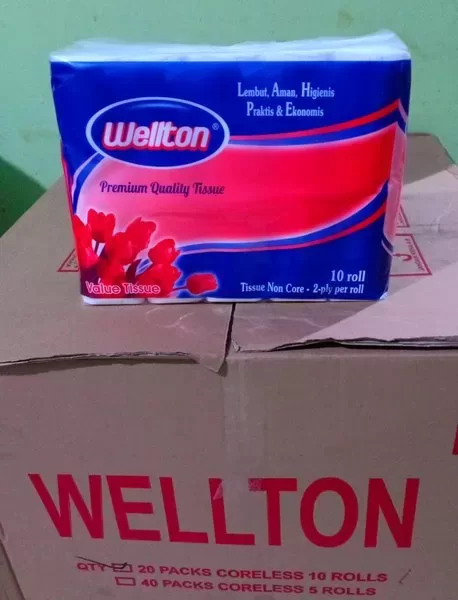 Lembut, Aman, Higienis
Praktis & Ekonomis
Wellton®
Premium Quality Tissue
Value Tissue
10 roll
Tissue Non Core • 2-ply per roll
WELLTON
QTY 20 PACKS CORELESS 10 ROLLS
40 PACKS CORELESS 5 ROLLS